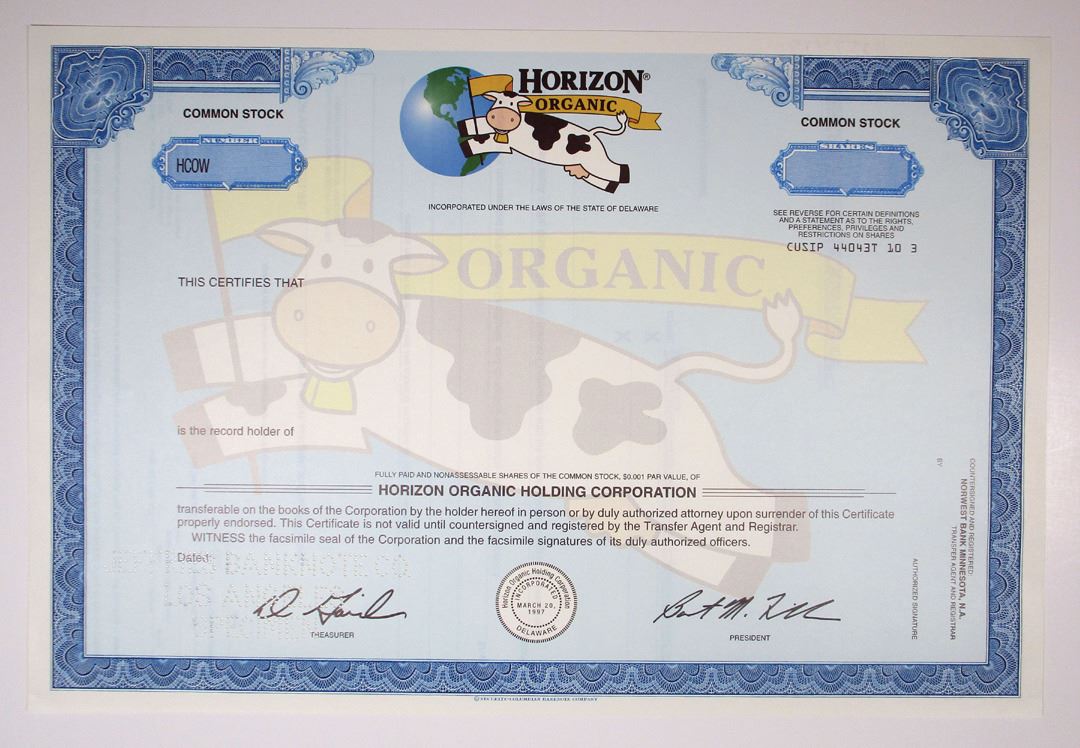 COMMON STOCK
NUMBER
HCOW
HORIZON®
ORGANIC
INCORPORATED UNDER THE LAWS OF THE STATE OF DELAWARE
COMMON STOCK
SHARES
SEE REVERSE FOR CERTAIN DEFINITIONS
AND A STATEMENT AS TO THE RIGHTS,
PREFERENCES, PRIVILEGES AND
RESTRICTIONS ON SHARES
CUSIP 44043T 10 3
ORGANIC
THIS CERTIFIES THAT
is the record holder of
FULLY PAID AND NONASSESSABLE SHARES OF THE COMMON STOCK, $0.001 PAR VALUE, OF
HORIZON ORGANIC HOLDING CORPORATION
transferable on the books of the Corporation by the holder hereof in person or by duly authorized attorney upon surrender of this Certificate
properly endorsed. This Certificate is not valid until countersigned and registered by the Transfer Agent and Registrar.
WITNESS the facsimile seal of the Corporation and the facsimile signatures of its duly authorized officers.
Dated:
BANKNOTE CO.
LOS
TREASURER
Horizon Organic Holding Corporation
INCORPORATED
MARCH 20,
1997
DELAWARE
PRESIDENT
COUNTERSIGNED AND REGISTERED:
NORWEST BANK MINNESOTA, N.A.
TRANSFER AGENT AND REGISTRAR
BY
AUTHORIZED SIGNATURE
COLUMBIAN BANKNOTE COMPANY